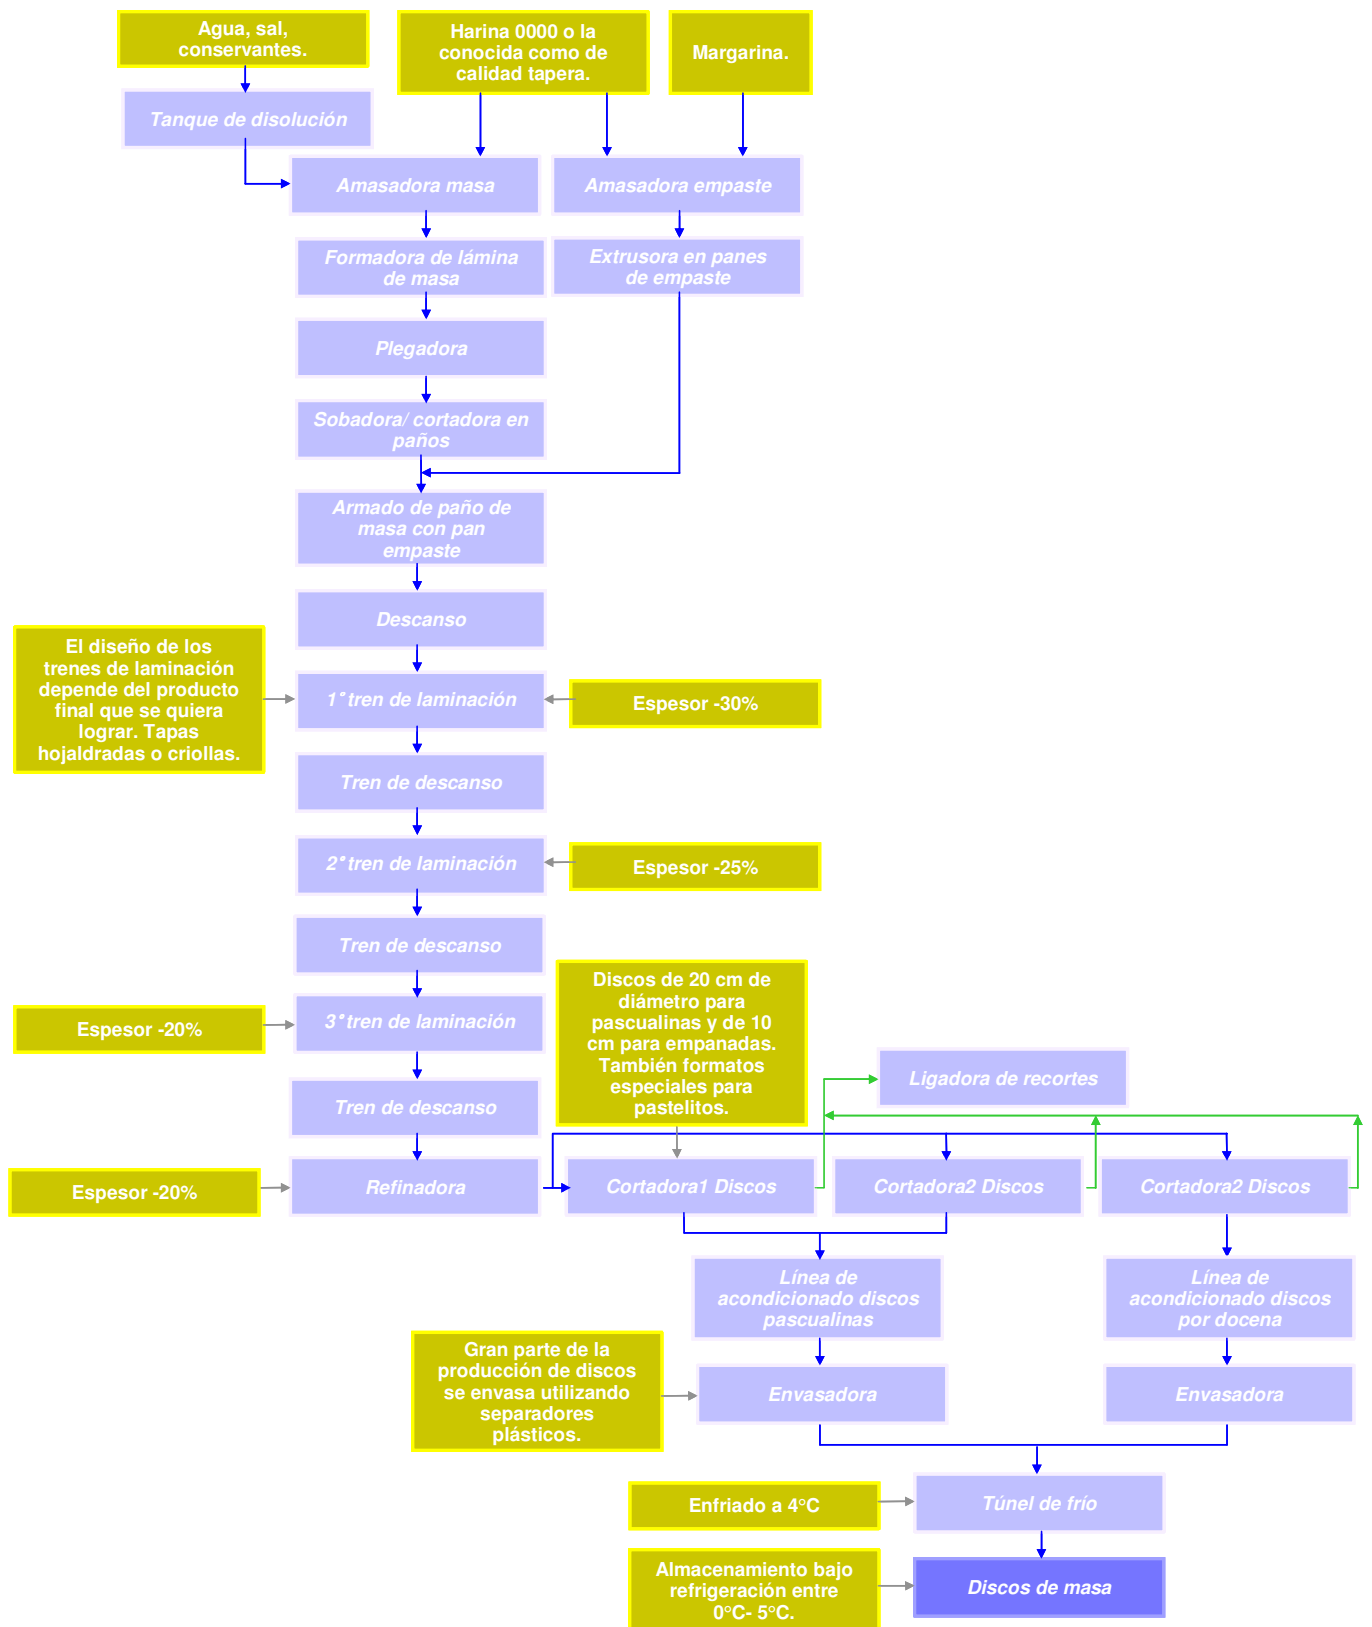 Agua, sal,
conservantes.
Harina 0000 o la
conocida como de
calidad tapera.
Margarina.
Tanque de disolución
Amasadora masa
Amasadora empaste
Formadora de lámina
de masa
Extrusora en panes
de empaste
Plegadora
Sobadora/ cortadora en
paños
Armado de paño de
masa con pan
empaste
Descanso
El diseño de los
trenes de laminación
depende del producto
final que se quiera
lograr. Tapas
hojaldradas o criollas.
1° tren de laminación
Espesor -30%
Tren de descanso
2° tren de laminación
Espesor -25%
Tren de descanso
Discos de 20 cm de
diámetro para
pascualinas y de 10
cm para empanadas.
También formatos
especiales para
pastelitos.
Espesor -20%
3° tren de laminación
Ligadora de recortes
Tren de descanso
Espesor -20%
Refinadora
Cortadora1 Discos
Cortadora2 Discos
Cortadora2 Discos
Línea de
acondicionado discos
pascualinas
Línea de
acondicionado discos
por docena
Gran parte de la
producción de discos
se envasa utilizando
separadores
plásticos.
Envasadora
Envasadora
Enfriado a 4°C
Túnel de frío
Almacenamiento bajo
refrigeración entre
0°C- 5°C.
Discos de masa